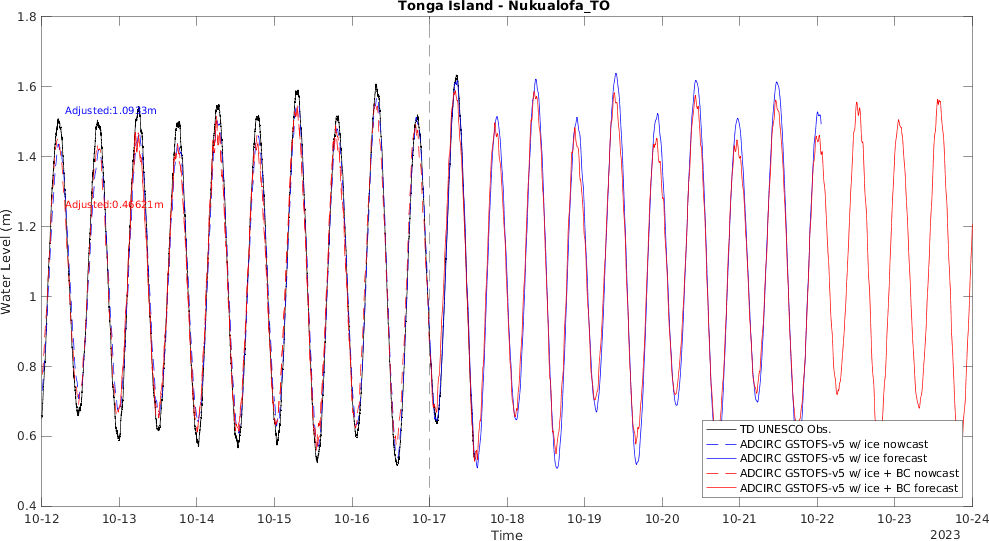 Tonga Island - Nukualofa_TO
1.8
1.6
1.4
1.2
1
0.8
0.6
0.4
Water Level (m)
Adjusted:1.0933m
Adjusted:0.46621m
TD UNESCO Obs.
ADCIRC GSTOFS-v5 w/ ice nowcast
ADCIRC GSTOFS-v5 w/ ice forecast
ADCIRC GSTOFS-v5 w/ ice + BC nowcast
ADCIRC GSTOFS-v5 w/ ice + BC forecast
10-12 10-13 10-14 10-15 10-16 10-17 10-18 10-19 10-20 10-21 10-22 10-23 10-24
Time
2023